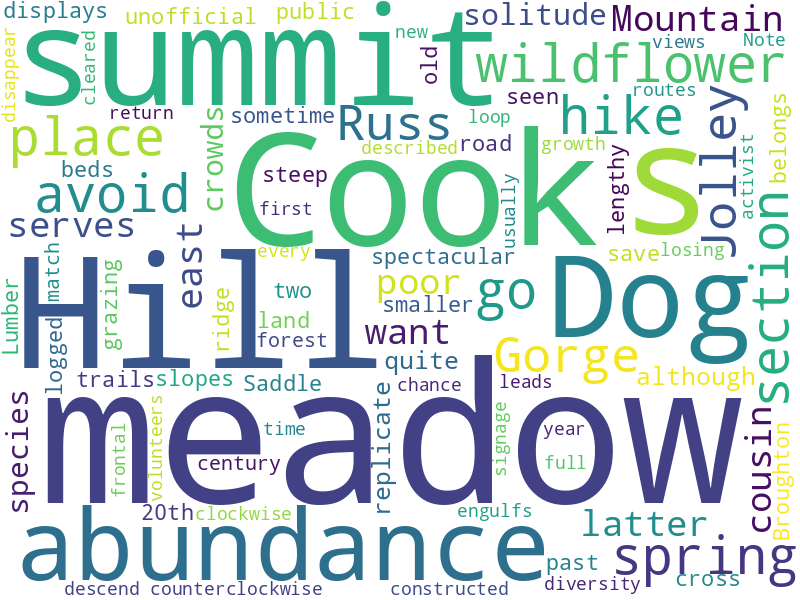 displays unofficial public solitude Mountain
disappear cleared summit new old wildflower views Note
return sometime Russ loop seen hike routes
place crowds described growth road lengthy Jolley activist belongs
beds steep Cooks
avoid first usually
serves east every spectacular save losing section
match grazing ridge two poor smaller go Dog
Lumber logged land forest want Gorge
Hill quite although
trails slopes Saddle replicate chance leads
species frontal volunteers meadow time century signage year full cousin Broughton
20th clockwise engulfs latter
abundance past spring
descend counterclockwise constructed diversity cross